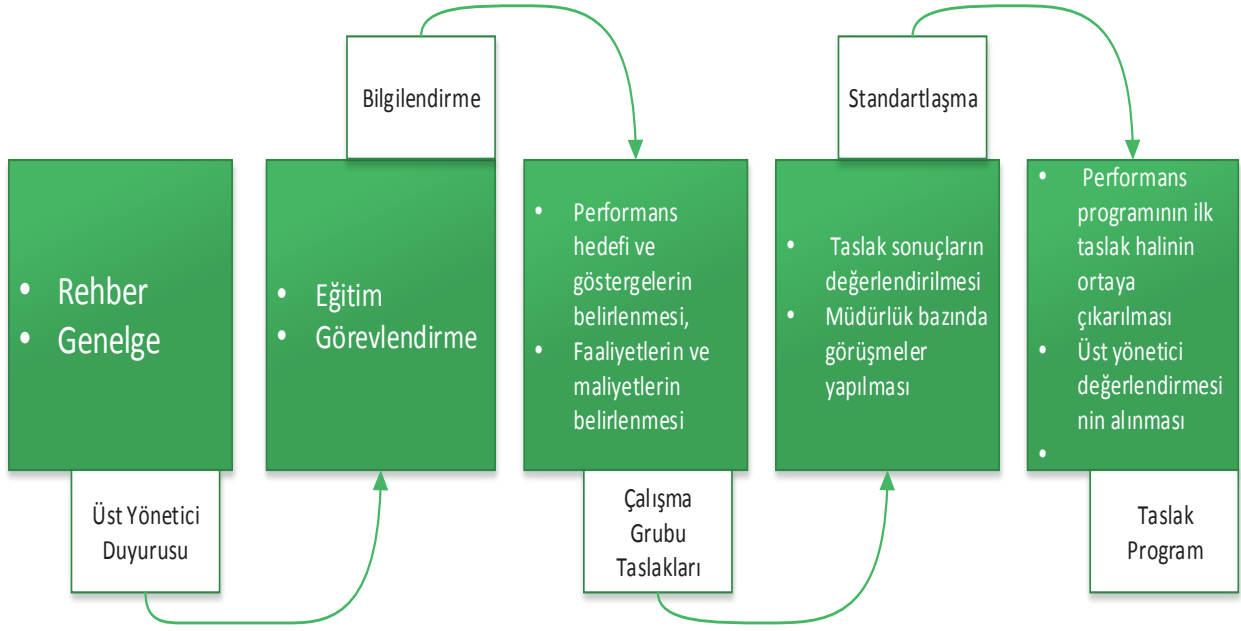 • Rehber
• Genelge
Üst Yönetici
Duyurusu
Bilgilendirme
• Eğitim
• Görevlendirme
• Performans
hedefi ve
göstergelerin
belirlenmesi,
• Faaliyetlerin ve
maliyetlerin
belirlenmesi
Çalışma
Grubu
Taslakları
Standartlaşma
• Taslak sonuçların
değerlendirilmesi
• Müdürlük bazında
görüşmeler
yapılması
• Performans
programının ilk
taslak halinin
ortaya
çıkarılması
• Üst yönetici
değerlendirmesi
nin alınması
•
Taslak
Program